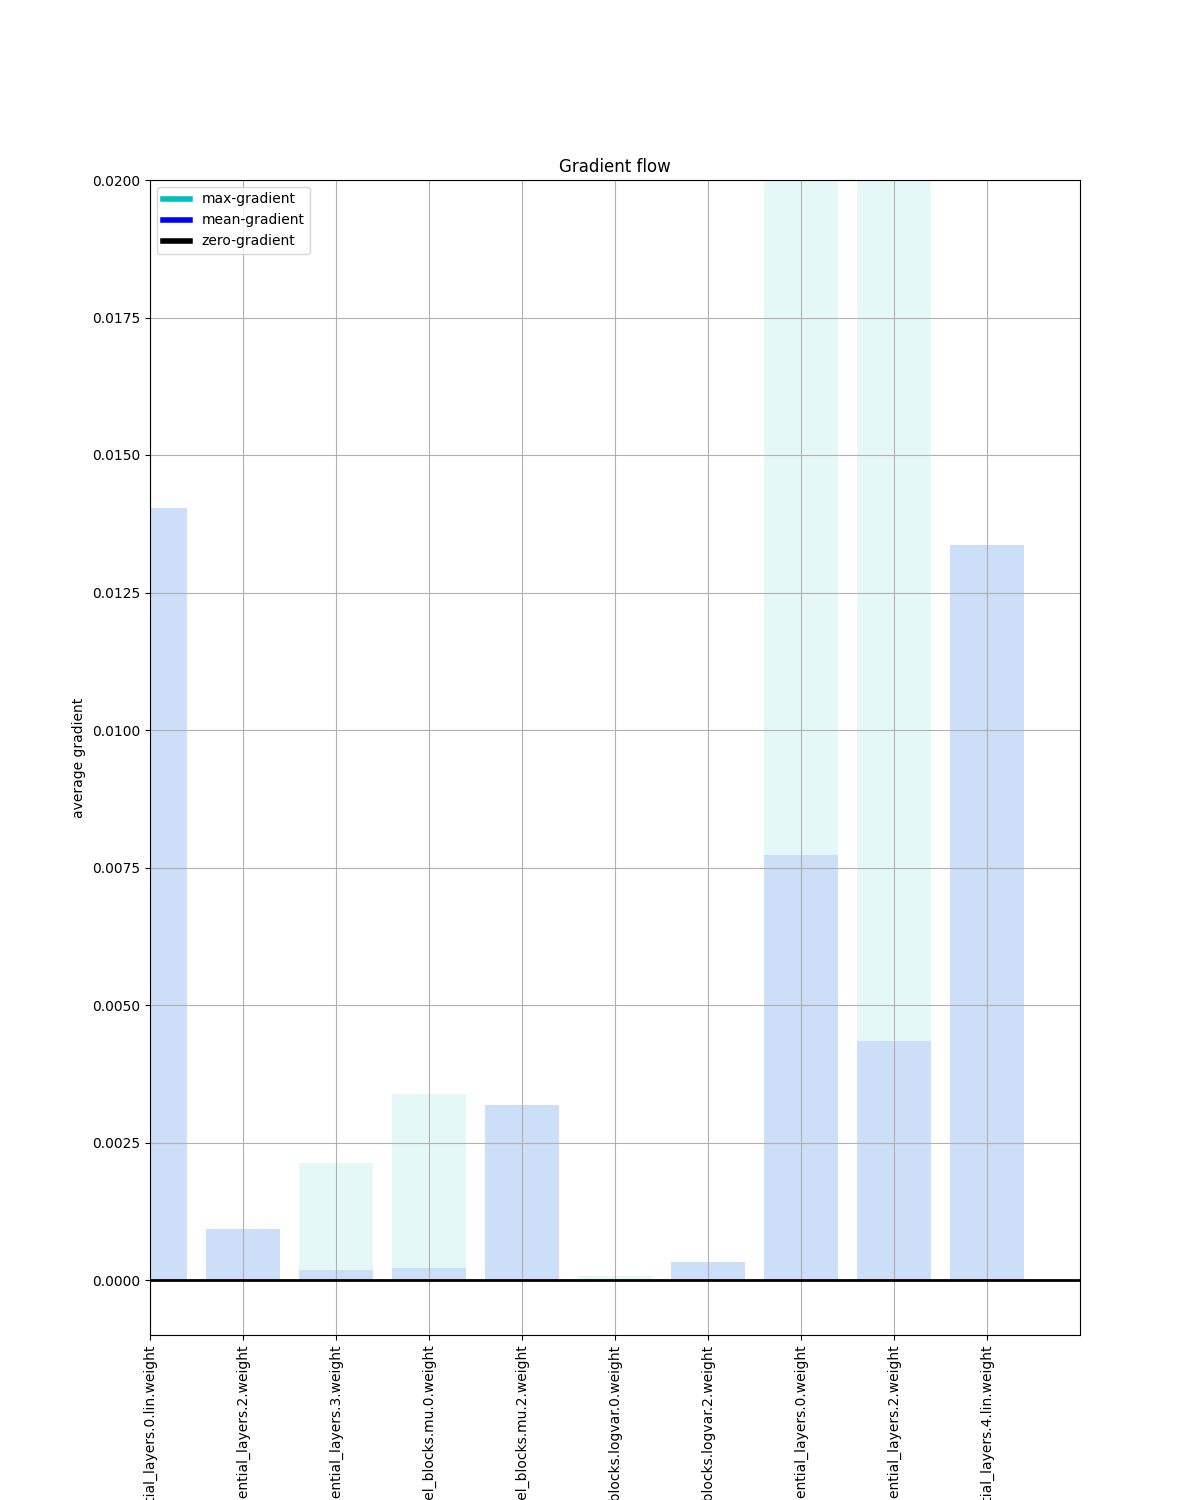 Gradient flow
max-gradient
mean-gradient
zero-gradient
0.0200
0.0175
0.0150
0.0125
0.0100
0.0075
0.0050
0.0025
0.0000
average gradient
tial_layers.0.lin.weight
ential_layers.2.weight
ential_layers.3.weight
el_blocks.mu.0.weight
el_blocks.mu.2.weight
blocks.logvar.0.weight
blocks.logvar.2.weight
ential_layers.0.weight
ential_layers.2.weight
tial_layers.4.lin.weight